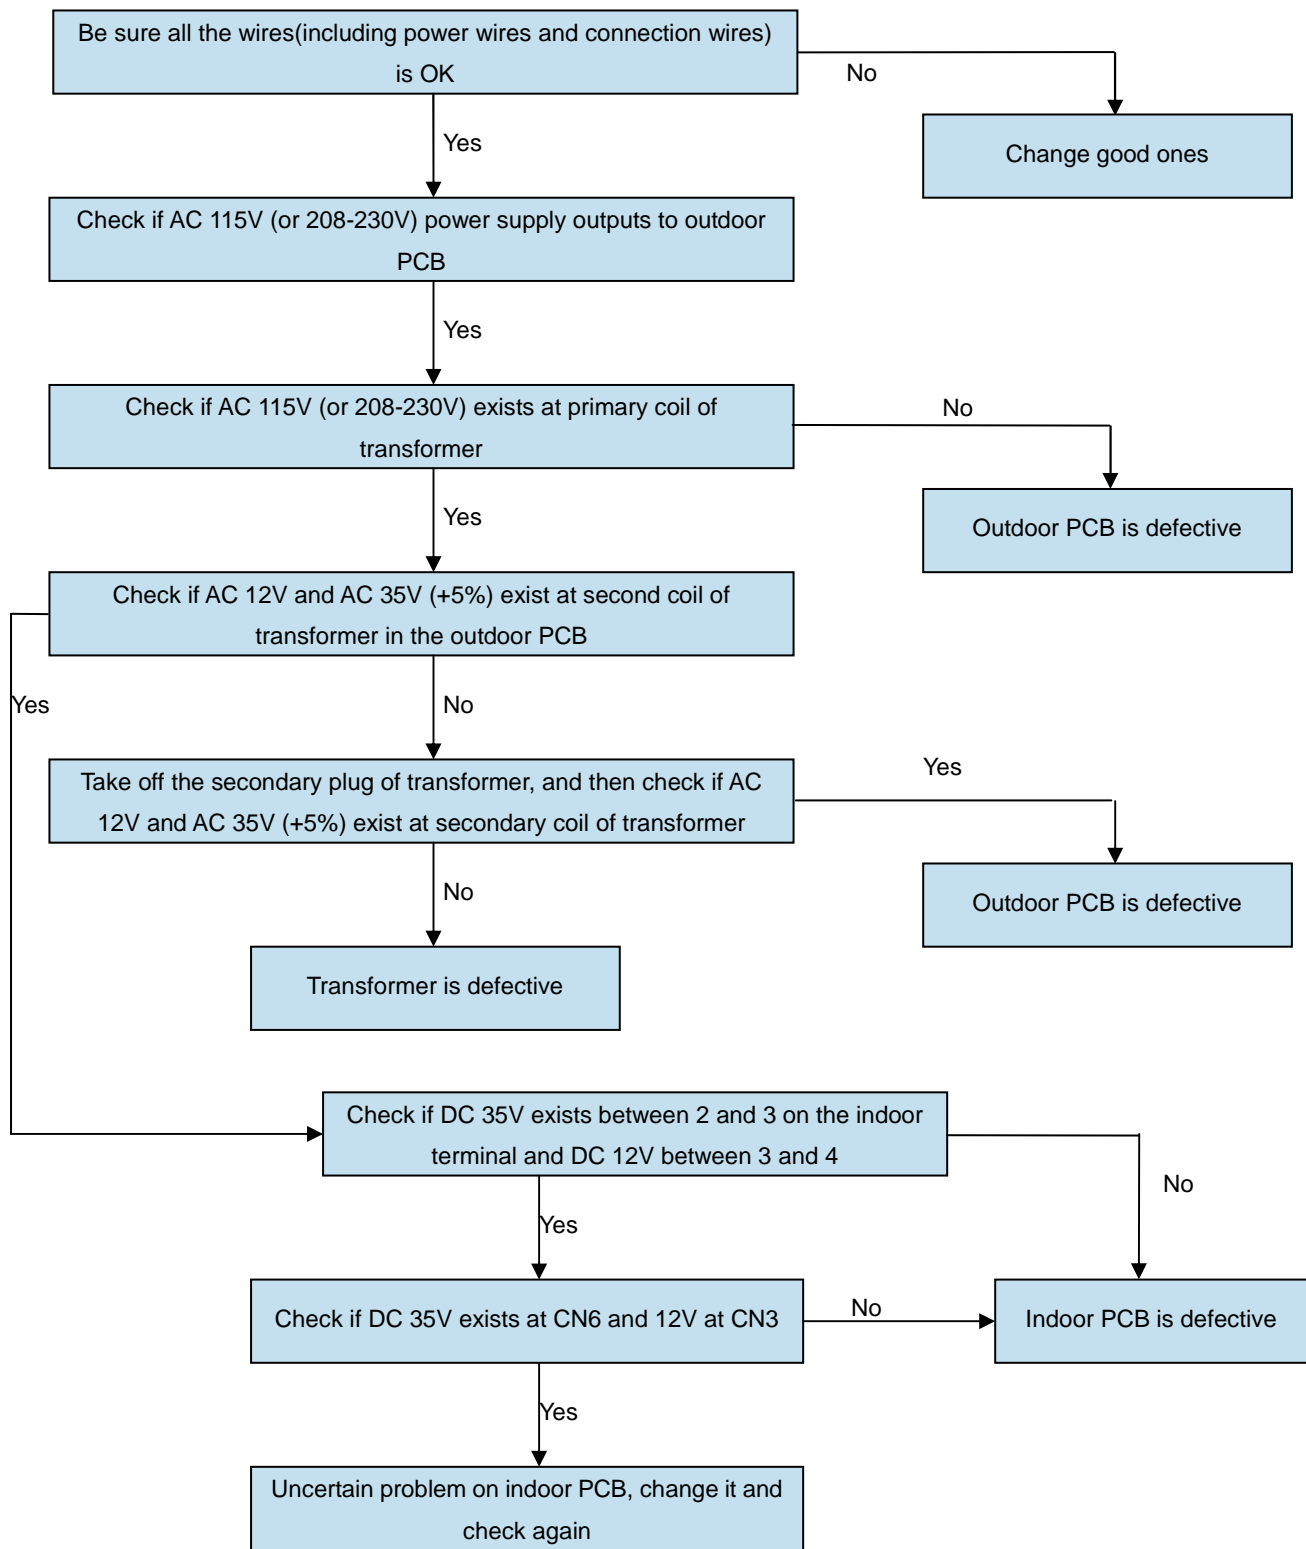 Be sure all the wires(including power wires and connection wires)
is OK
No
Yes
Change good ones
Check if AC 115V (or 208-230V) power supply outputs to outdoor
PCB
Yes
Check if AC 115V (or 208-230V) exists at primary coil of
transformer
No
Yes
Outdoor PCB is defective
Check if AC 12V and AC 35V (+5%) exist at second coil of
transformer in the outdoor PCB
Yes
No
Take off the secondary plug of transformer, and then check if AC
12V and AC 35V (+5%) exist at secondary coil of transformer
Yes
No
Outdoor PCB is defective
Transformer is defective
Check if DC 35V exists between 2 and 3 on the indoor
terminal and DC 12V between 3 and 4
No
Yes
Check if DC 35V exists at CN6 and 12V at CN3
No
Indoor PCB is defective
Yes
Uncertain problem on indoor PCB, change it and
check again